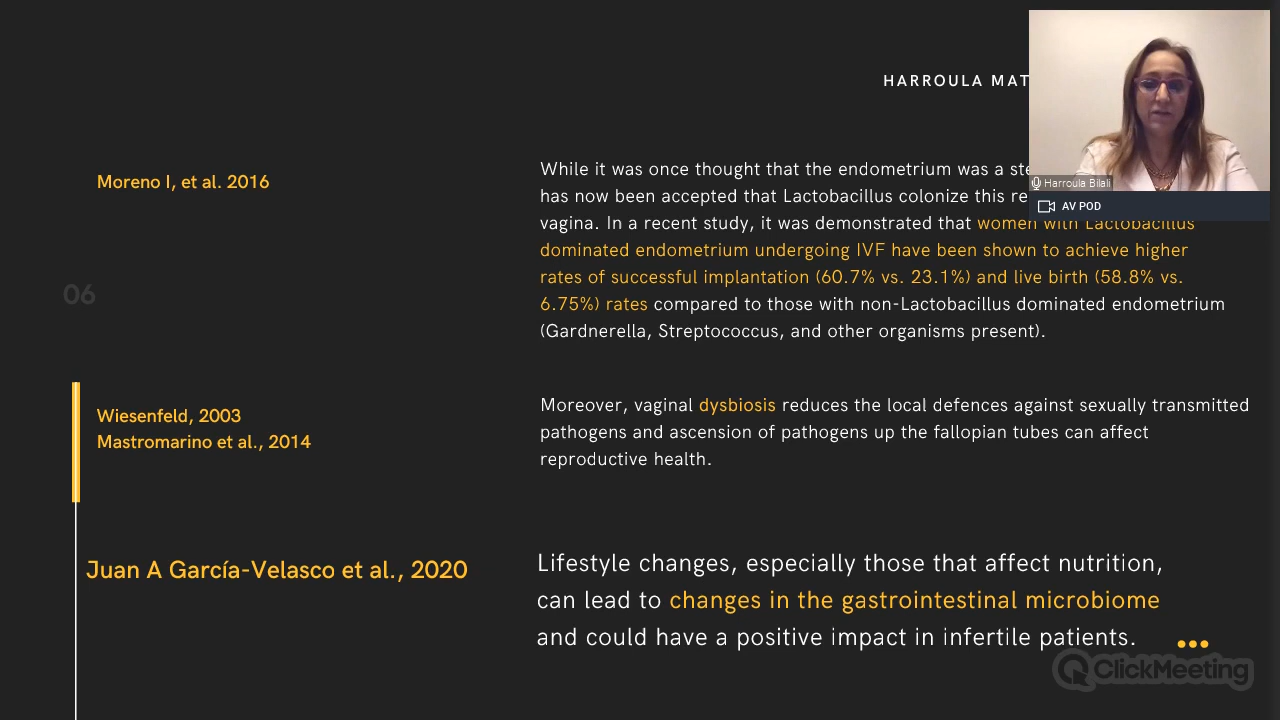 HARROULA MAT
Harroula Bilali
AV POD
Moreno I, et al. 2016
While it was once thought that the endometrium was a ste
has now been accepted that Lactobacillus colonize this re
vagina. In a recent study, it was demonstrated that women with Lactobacillus
dominated endometrium undergoing IVF have been shown to achieve higher
rates of successful implantation (60.7% vs. 23.1%) and live birth (58.8% vs.
6.75%) rates compared to those with non-Lactobacillus dominated endometrium
(Gardnerella, Streptococcus, and other organisms present).
06
Wiesenfeld, 2003
Mastromarino et al., 2014
Moreover, vaginal dysbiosis reduces the local defences against sexually transmitted
pathogens and ascension of pathogens up the fallopian tubes can affect
reproductive health.
Juan A García-Velasco et al., 2020
Lifestyle changes, especially those that affect nutrition,
can lead to changes in the gastrointestinal microbiome
and could have a positive impact in infertile patients.
ClickMeeting